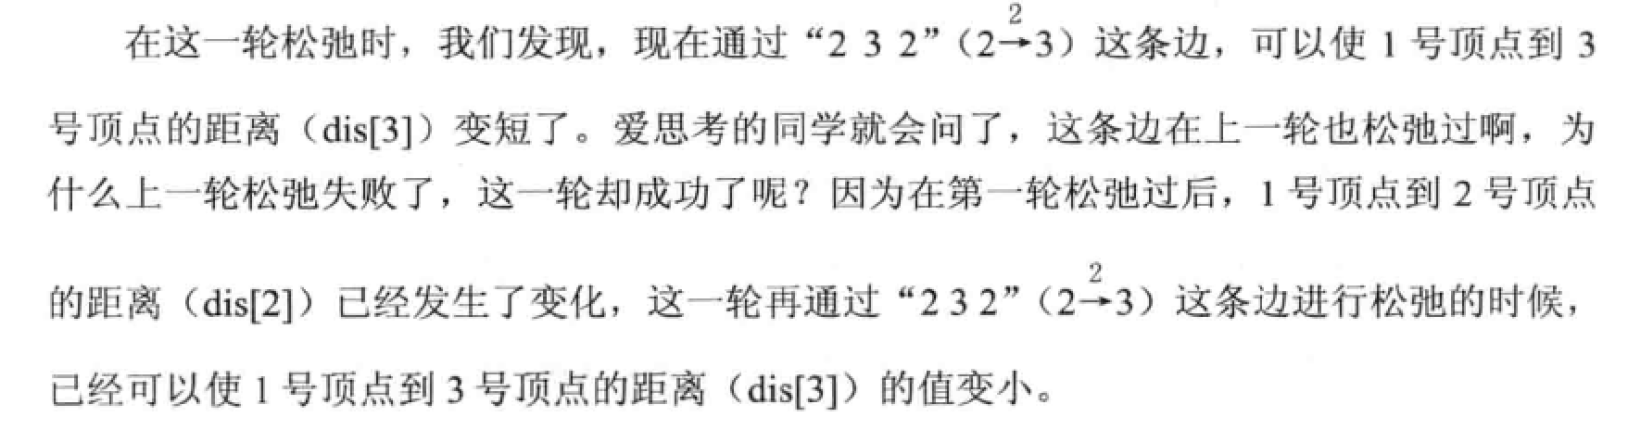 在这一轮松弛时，我们发现，现在通过“2 3 2”（2→3）这条边，可以使 1 号顶点到 3
号顶点的距离（dis[3]）变短了。爱思考的同学就会问了，这条边在上一轮也松弛过啊，为
什么上一轮松弛失败了，这一轮却成功了呢？因为在第一轮松弛过后，1 号顶点到 2 号顶点
的距离（dis[2]）已经发生了变化，这一轮再通过“2 3 2”（2\overset{2}{→}3）这条边进行松弛的时候，
已经可以使 1 号顶点到 3 号顶点的距离（dis[3]）的值变小。